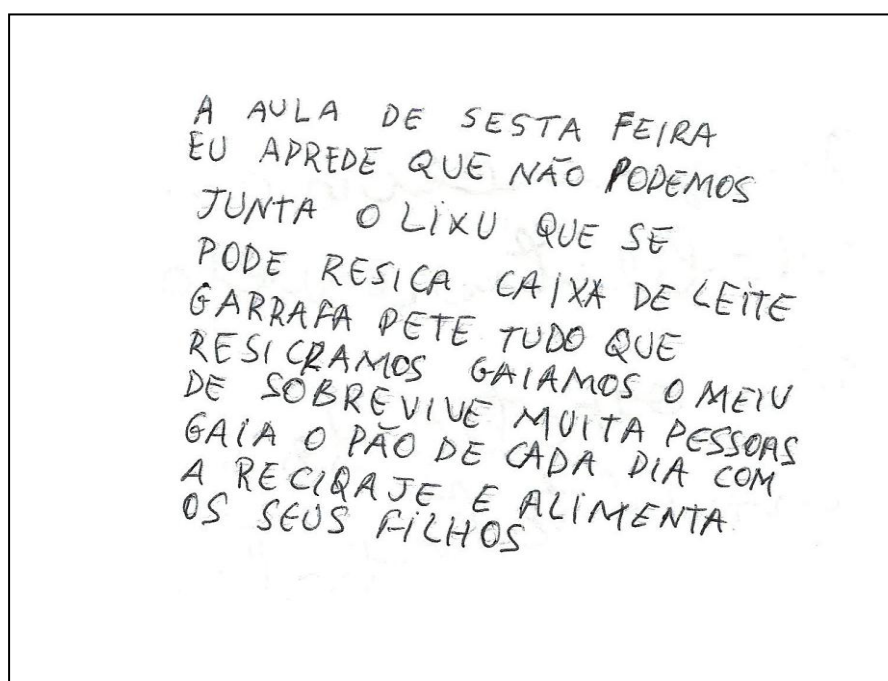 A AULA DE SESTA FEIRA
EU APREDE QUE NÃO PODEMOS
JUNTA O LIXU QUE SE
PODE RESICA CAIXA DE LEITE
GARRAFA PETE TUDO QUE
RESICRAMOS GAIAMOS O MEIU
DE SOBREVIVE MUITA PESSOAS
GAIA O PÃO DE CADA DIA COM
A RECIQAJE E ALIMENTA
OS SEUS FILHOS